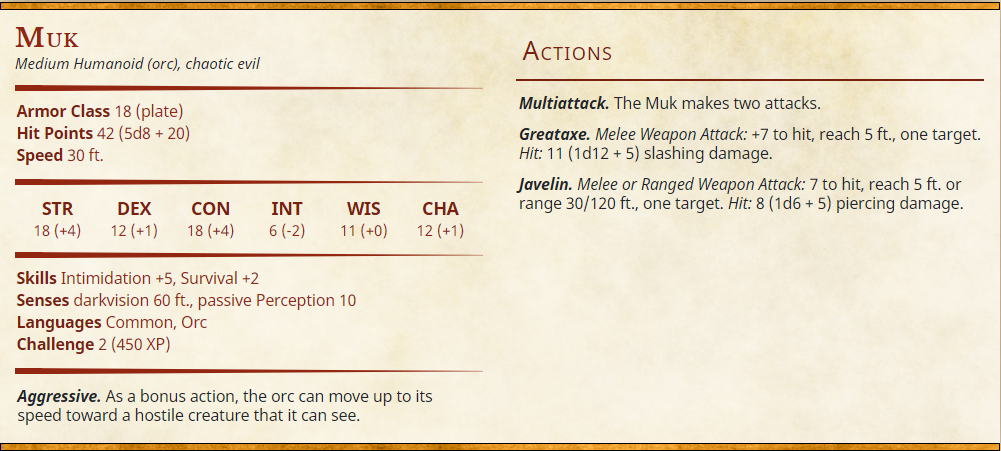 Muk
Medium Humanoid (orc), chaotic evil
Armor Class 18 (plate)
Hit Points 42 (5d8 + 20)
Speed 30 ft.
STR DEX CON INT WIS CHA
18 (+4) 12 (+1) 18 (+4) 6 (-2) 11 (+0) 12 (+1)
Skills Intimidation +5, Survival +2
Senses darkvision 60 ft., passive Perception 10
Languages Common, Orc
Challenge 2 (450 XP)
Aggressive. As a bonus action, the orc can move up to its
speed toward a hostile creature that it can see.
Actions
Multiattack. The Muk makes two attacks.
Greataxe. Melee Weapon Attack: +7 to hit, reach 5 ft., one target.
Hit: 11 (1d12 + 5) slashing damage.
Javelin. Melee or Ranged Weapon Attack: 7 to hit, reach 5 ft. or
range 30/120 ft., one target. Hit: 8 (1d6 + 5) piercing damage.